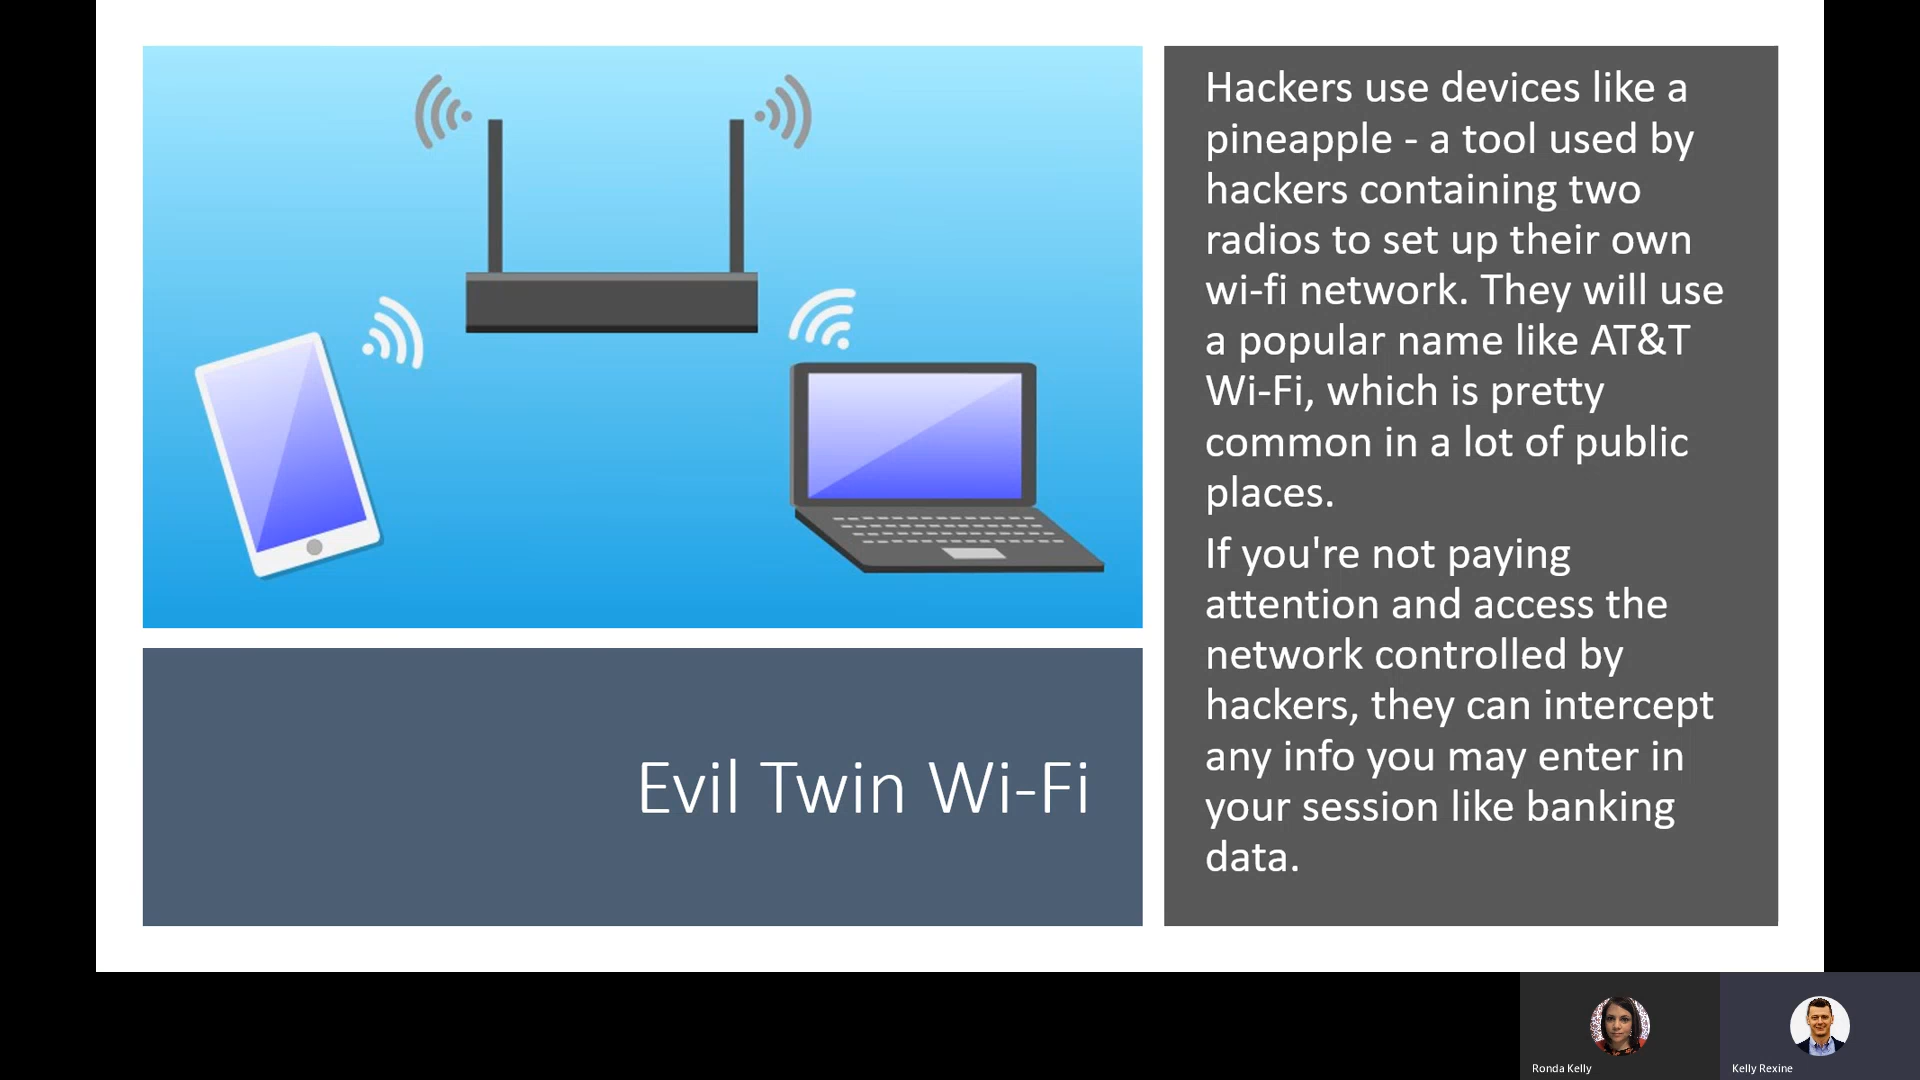 Hackers use devices like a
pineapple - a tool used by
hackers containing two
radios to set up their own
wi-fi network. They will use
a popular name like AT&T
Wi-Fi, which is pretty
common in a lot of public
places.
If you're not paying
attention and access the
network controlled by
hackers, they can intercept
any info you may enter in
your session like banking
data.
Evil Twin Wi-Fi
Ronda Kelly
Kelly Rexine